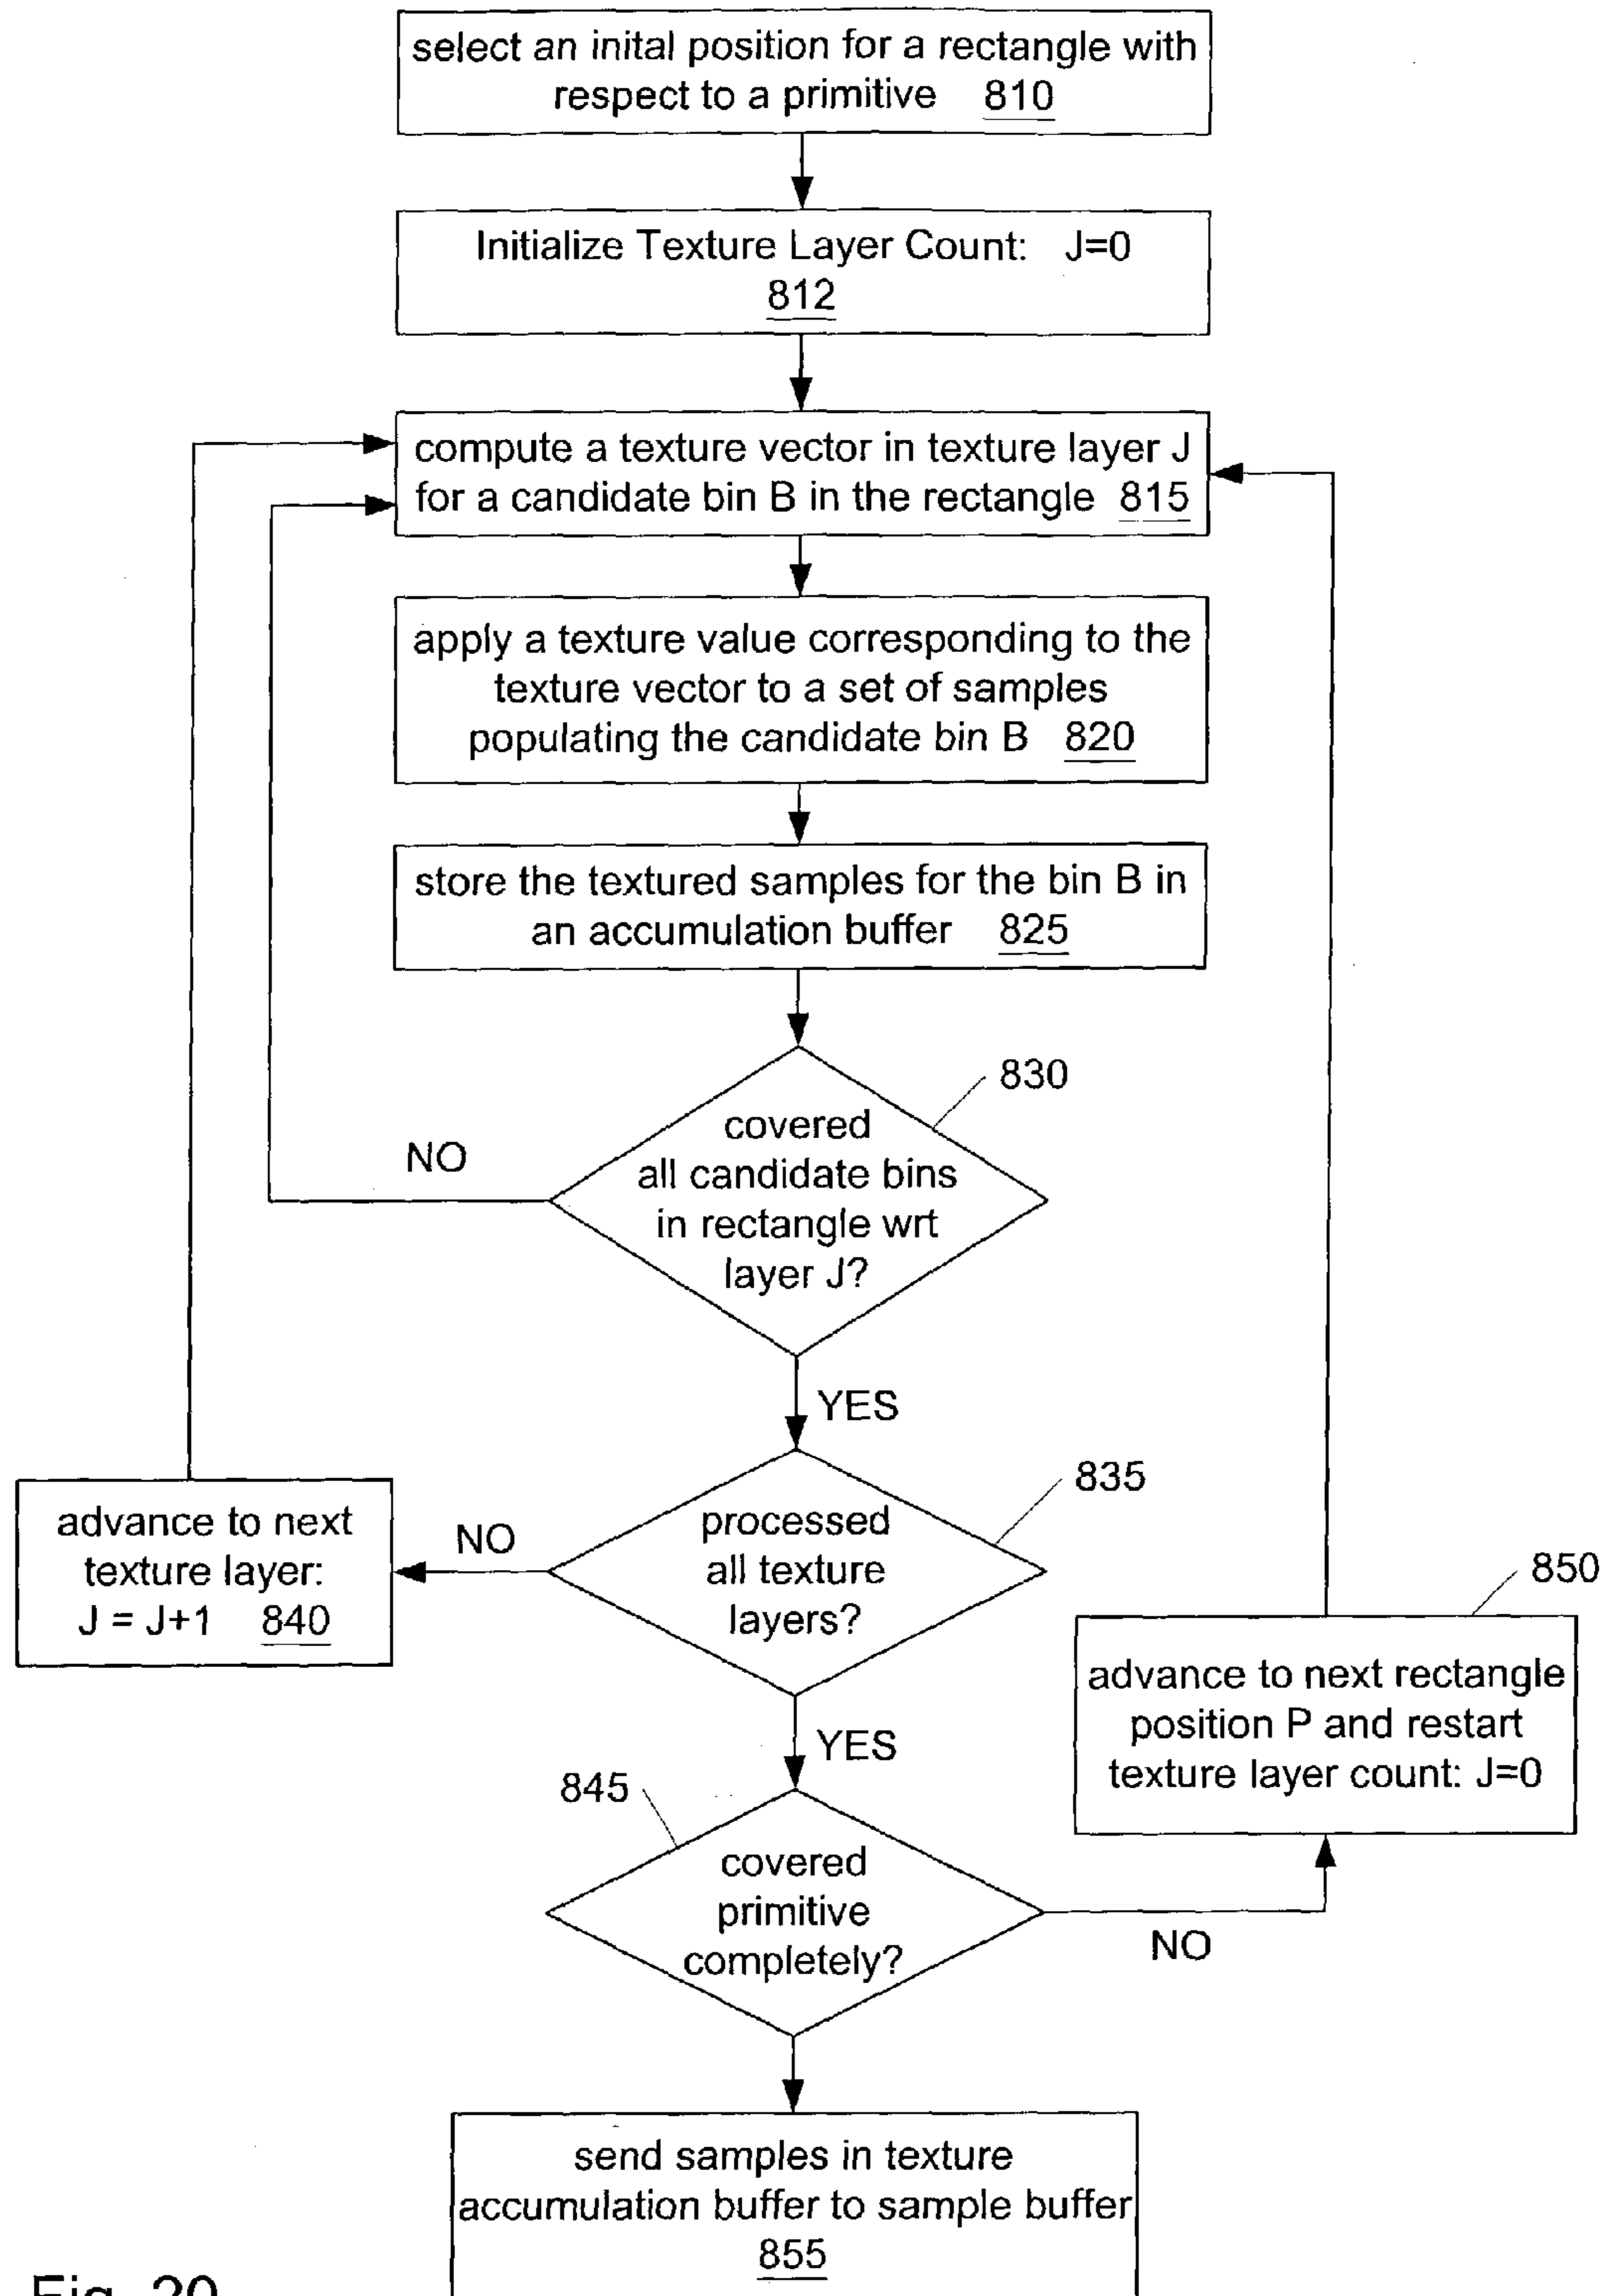 select an inital position for a rectangle with
respect to a primitive 810
Initialize Texture Layer Count: J=0
812
compute a texture vector in texture layer J
for a candidate bin B in the rectangle 815
apply a texture value corresponding to the
texture vector to a set of samples
populating the candidate bin B 820
store the textured samples for the bin B in
an accumulation buffer 825
830
covered
all candidate bins
in rectangle wrt
layer J?
NO
YES
835
processed
all texture
layers?
NO
advance to next
texture layer:
J = J+1 840
YES
850
advance to next rectangle
position P and restart
texture layer count: J=0
845
covered
primitive
completely?
NO
send samples in texture
accumulation buffer to sample buffer
855
Fig. 20